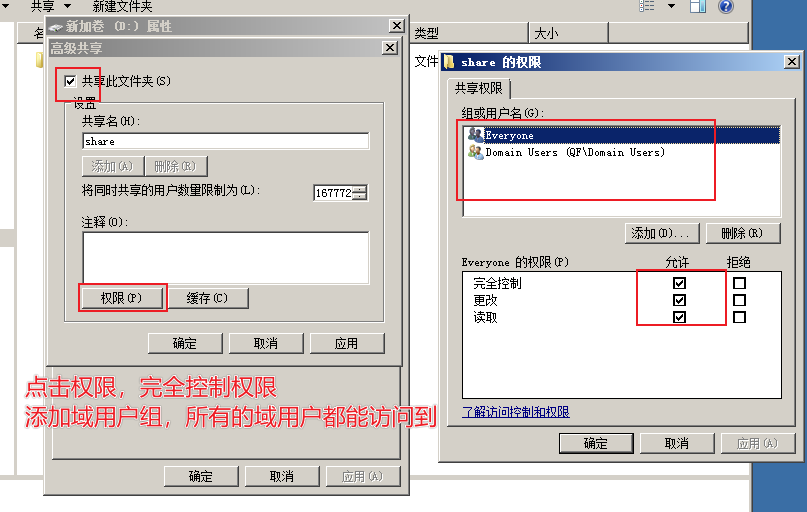 共享 新建文件夹
新加卷 (D:) 属性
名
类型
大小
文件
高级共享
共享此文件夹(S)
设置
共享名(H):
share
添加(A)
删除(R)
将同时共享的用户数量限制为(L):
167772
注释(O):
权限(P)
缓存(C)
确定
取消
应用
点击权限，完全控制权限
添加域用户组，所有的域用户都能访问到
确定
取消
应用(A)
share 的权限
共享权限
组或用户名(G):
Everyone
Domain Users (QF\Domain Users)
添加(D)...
删除(R)
Everyone 的权限(P)
允许
拒绝
完全控制
更改
读取
了解访问控制和权限
确定
取消
应用(A)